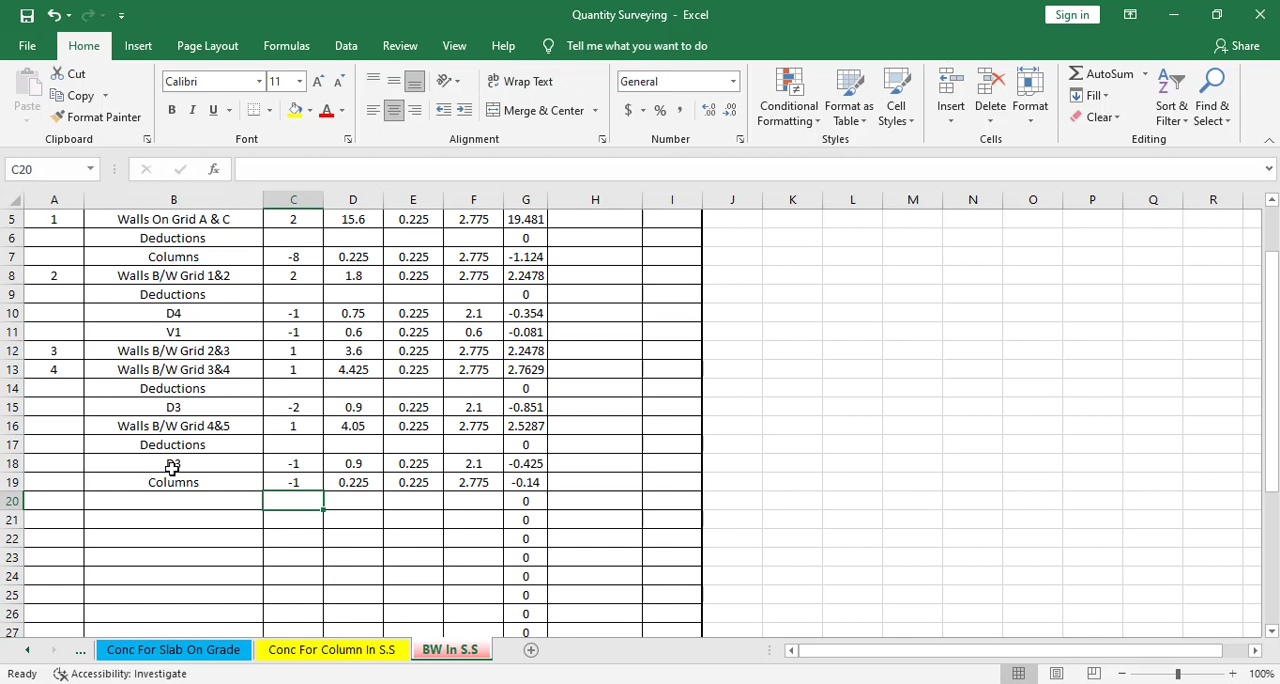 Quantity Surveying - Excel
Sign in
File Home Insert Page Layout Formulas Data Review View Help Tell me what you want to do Share
Paste Cut Copy Format Painter Clipboard
Calibri 11 A A B I U A Font
Wrap Text Merge & Center Alignment
General $ % , Number
Conditional Formatting Format as Table Cell Styles Styles
Insert Delete Format Cells
AutoSum Fill Clear Sort & Filter Find & Select Editing
C20 fx
A B C D E F G H I J K L M N O P Q R
5 1 Walls On Grid A & C 2 15.6 0.225 2.775 19.481
6 Deductions 0
7 Columns -8 0.225 0.225 2.775 -1.124
8 2 Walls B/W Grid 1&2 2 1.8 0.225 2.775 2.2478
9 Deductions 0
10 D4 -1 0.75 0.225 2.1 -0.354
11 V1 -1 0.6 0.225 0.6 -0.081
12 3 Walls B/W Grid 2&3 1 3.6 0.225 2.775 2.2478
13 4 Walls B/W Grid 3&4 1 4.425 0.225 2.775 2.7629
14 Deductions 0
15 D3 -2 0.9 0.225 2.1 -0.851
16 Walls B/W Grid 4&5 1 4.05 0.225 2.775 2.5287
17 Deductions 0
18 D3 -1 0.9 0.225 2.1 -0.425
19 Columns -1 0.225 0.225 2.775 -0.14
20 0
21 0
22 0
23 0
24 0
25 0
26 0
27 0
... Conc For Slab On Grade Conc For Column In S.S BW In S.S
Ready Accessibility: Investigate 100%